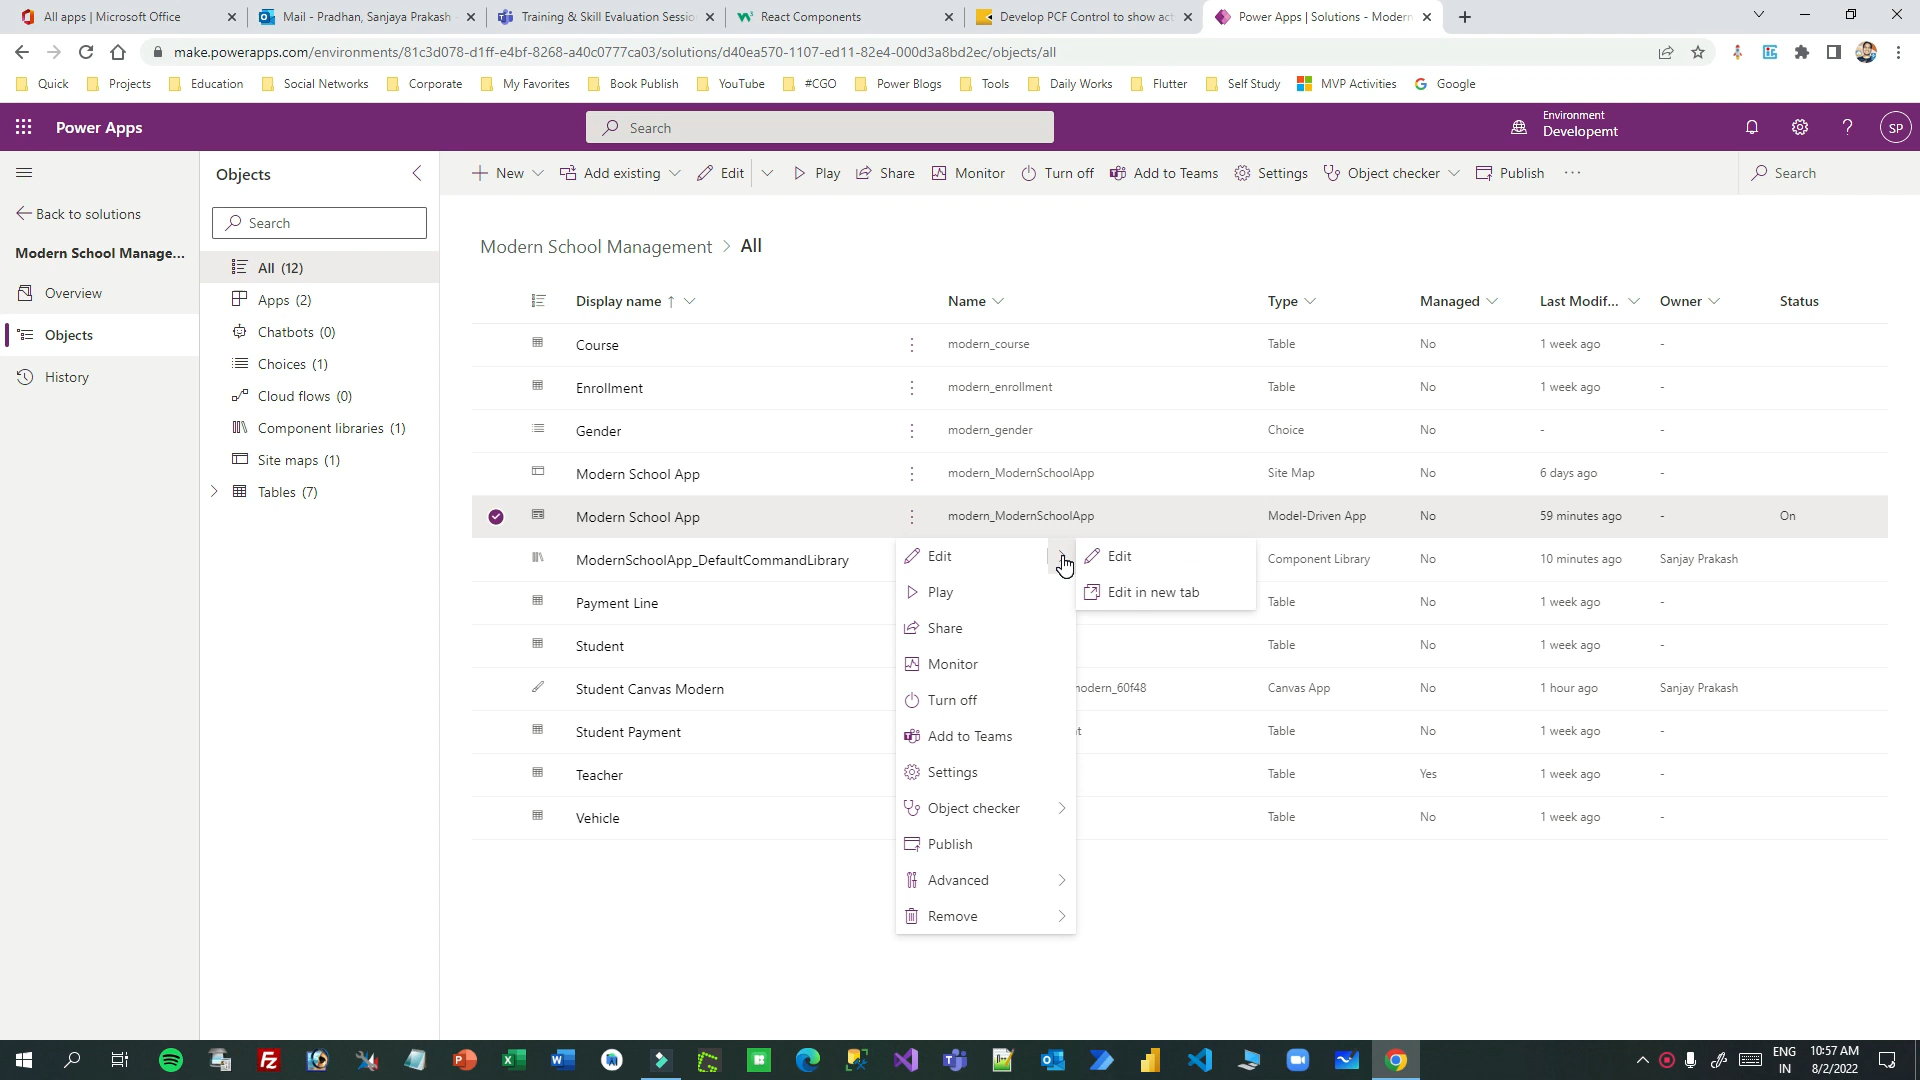 All apps | Microsoft Office
Mail - Pradhan, Sanjaya Prakash
Training & Skill Evaluation Sessio
React Components
Develop PCF Control to show act
Power Apps | Solutions - Modern
make.powerapps.com/environments/81c3d078-d1ff-e4bf-8268-a40c0777ca03/solutions/d40ea570-1107-ed11-82e4-000d3a8bd2ec/objects/all
Quick
Projects
Education
Social Networks
Corporate
My Favorites
Book Publish
YouTube
#CGO
Power Blogs
Tools
Daily Works
Flutter
Self Study
MVP Activities
Google
Power Apps
Search
Environment
Developemt
SP
Back to solutions
Modern School Manage...
Overview
Objects
History
Objects
Search
All (12)
Apps (2)
Chatbots (0)
Choices (1)
Cloud flows (0)
Component libraries (1)
Site maps (1)
Tables (7)
New
Add existing
Edit
Play
Share
Monitor
Turn off
Add to Teams
Settings
Object checker
Publish
Search
Modern School Management > All
Display name ↑ Name Type Managed Last Modif... Owner Status
Course modern_course Table No 1 week ago -
Enrollment modern_enrollment Table No 1 week ago -
Gender modern_gender Choice No - -
Modern School App modern_ModernSchoolApp Site Map No 6 days ago -
Modern School App modern_ModernSchoolApp Model-Driven App No 59 minutes ago - On
ModernSchoolApp_DefaultCommandLibrary Component Library No 10 minutes ago Sanjay Prakash
Payment Line Table No 1 week ago -
Student Table No 1 week ago -
Student Canvas Modern nodern_60f48 Canvas App No 1 hour ago Sanjay Prakash
Student Payment t Table No 1 week ago -
Teacher Table Yes 1 week ago -
Vehicle Table No 1 week ago -
Edit
Play
Share
Monitor
Turn off
Add to Teams
Settings
Object checker
Publish
Advanced
Remove
Edit
Edit in new tab
ENG
IN
10:57 AM
8/2/2022